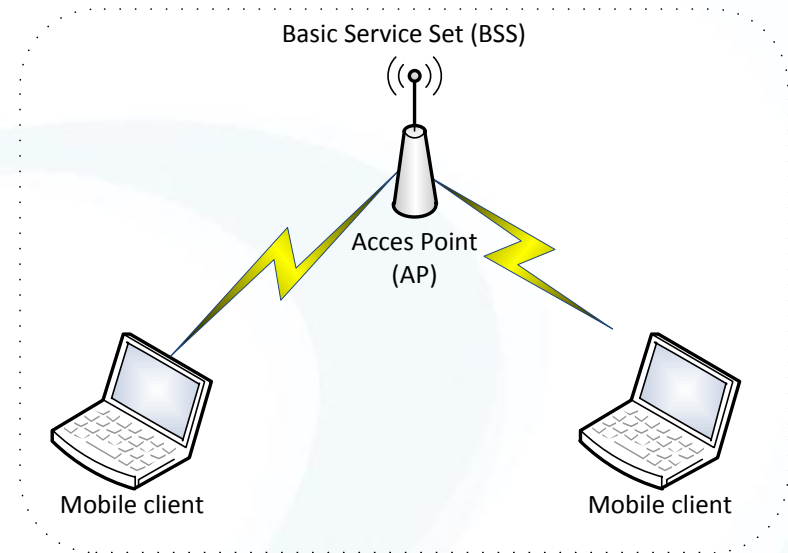 Basic Service Set (BSS)
Acces Point
(AP)
Mobile client
Mobile client